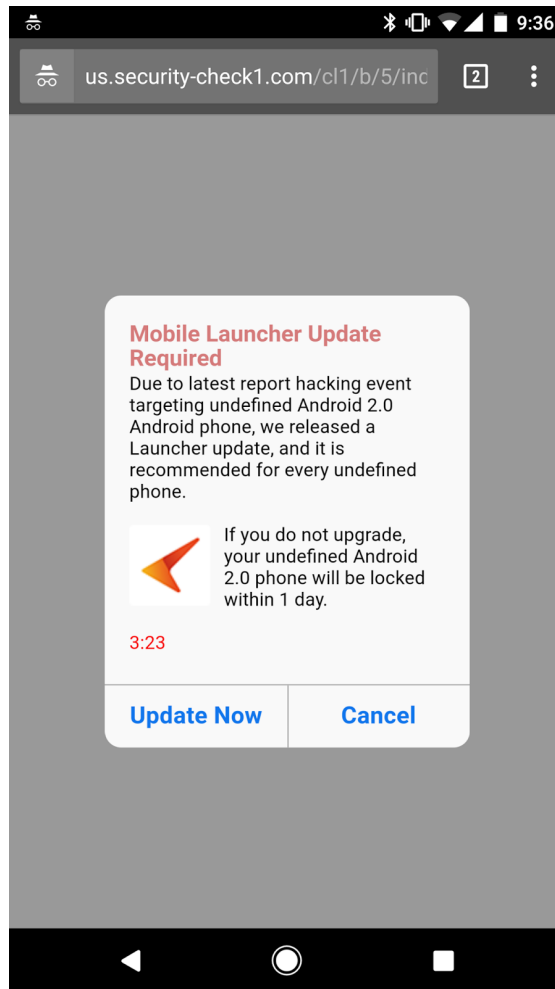 9:36
us.security-check1.com/cl1/b/5/inc
2
Mobile Launcher Update
Required
Due to latest report hacking event
targeting undefined Android 2.0
Android phone, we released a
Launcher update, and it is
recommended for every undefined
phone.
If you do not upgrade,
your undefined Android
2.0 phone will be locked
within 1 day.
3:23
Update Now
Cancel